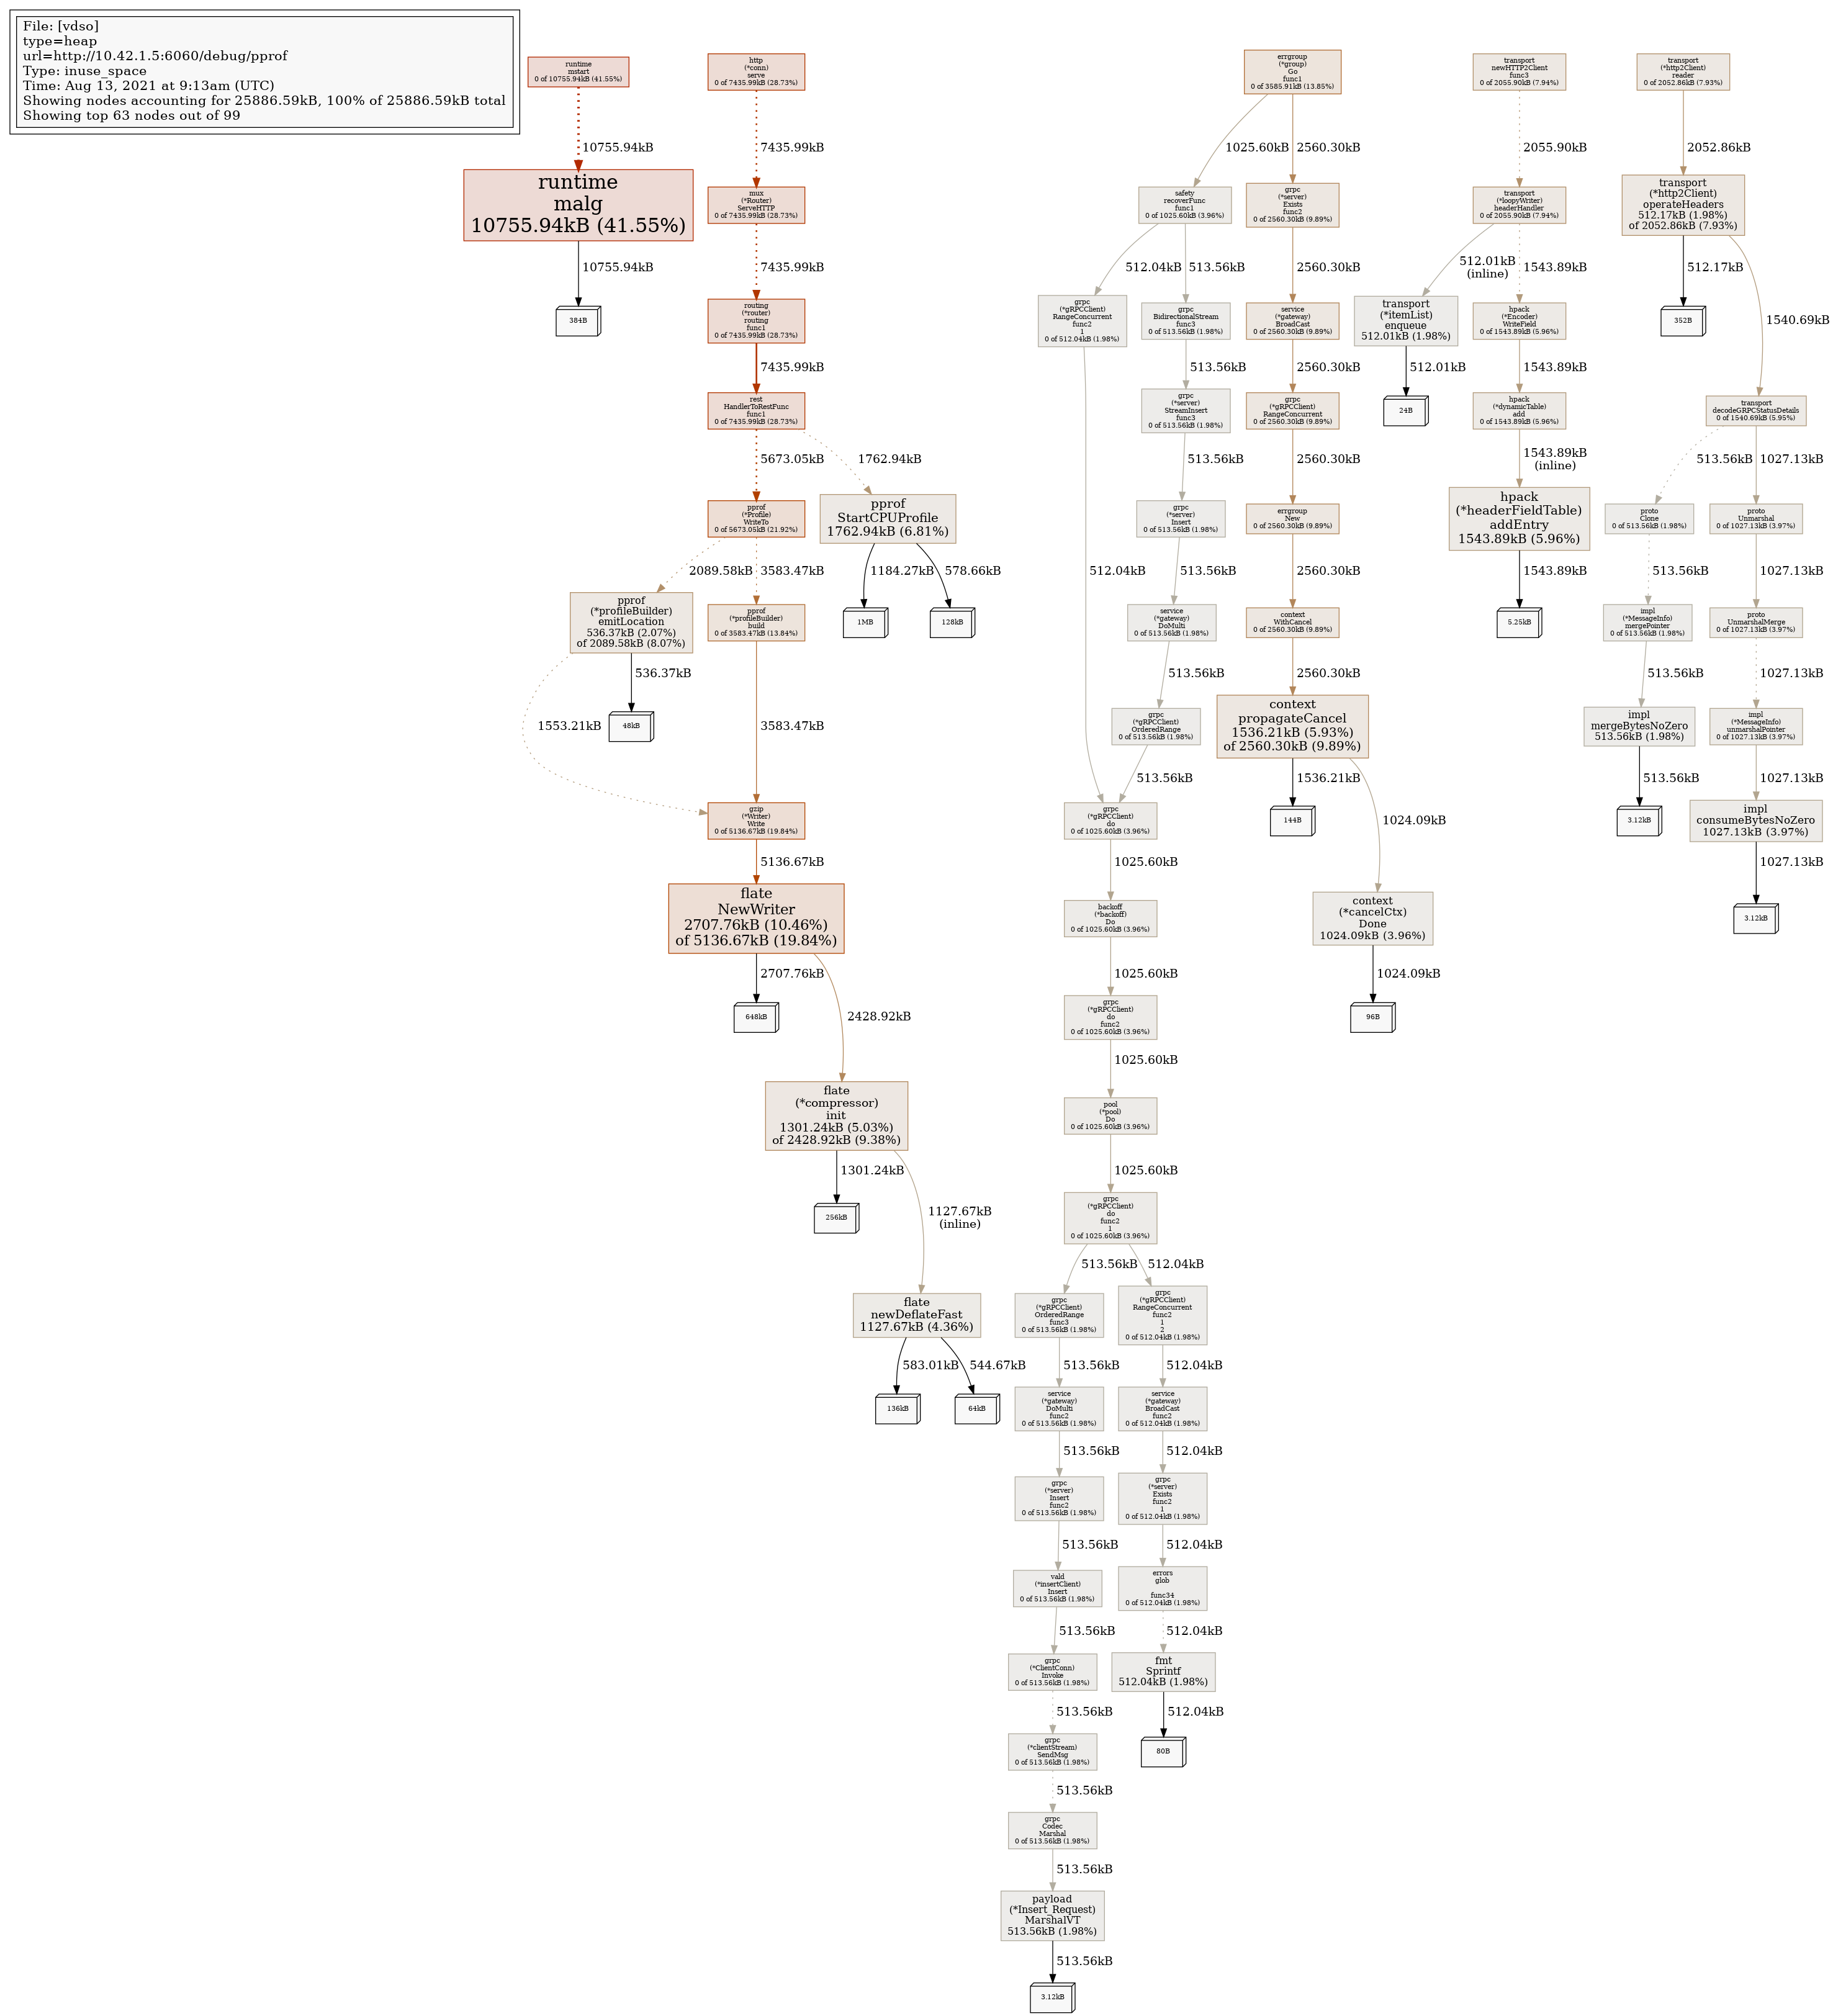 File: [vdso]
type=heap
url=http://10.42.1.5:6060/debug/pprof
Type: inuse_space
Time: Aug 13, 2021 at 9:13am (UTC)
Showing nodes accounting for 25886.59kB, 100% of 25886.59kB total
Showing top 63 nodes out of 99
runtime
mstart
0 of 10755.94kB (41.55%)
10755.94kB
runtime
malg
10755.94kB (41.55%)
10755.94kB
384B
http
(*conn)
serve
0 of 7435.99kB (28.73%)
7435.99kB
mux
(*Router)
ServeHTTP
0 of 7435.99kB (28.73%)
7435.99kB
routing
(*router)
routing
func1
0 of 7435.99kB (28.73%)
7435.99kB
rest
HandlerToRestFunc
func1
0 of 7435.99kB (28.73%)
5673.05kB
1762.94kB
pprof
(*Profile)
WriteTo
0 of 5673.05kB (21.92%)
pprof
StartCPUProfile
1762.94kB (6.81%)
1184.27kB
578.66kB
1MB
128kB
2089.58kB
3583.47kB
pprof
(*profileBuilder)
emitLocation
536.37kB (2.07%)
of 2089.58kB (8.07%)
pprof
(*profileBuilder)
build
0 of 3583.47kB (13.84%)
536.37kB
48kB
1553.21kB
3583.47kB
gzip
(*Writer)
Write
0 of 5136.67kB (19.84%)
5136.67kB
flate
NewWriter
2707.76kB (10.46%)
of 5136.67kB (19.84%)
2707.76kB
648kB
2428.92kB
flate
(*compressor)
init
1301.24kB (5.03%)
of 2428.92kB (9.38%)
1301.24kB
256kB
1127.67kB
(inline)
flate
newDeflateFast
1127.67kB (4.36%)
583.01kB
544.67kB
136kB
64kB
errgroup
(*group)
Go
func1
0 of 3585.91kB (13.85%)
1025.60kB
2560.30kB
safety
recoverFunc
func1
0 of 1025.60kB (3.96%)
512.04kB
513.56kB
grpc
(*gRPCClient)
RangeConcurrent
func2
1
0 of 512.04kB (1.98%)
512.04kB
grpc
BidirectionalStream
func3
0 of 513.56kB (1.98%)
513.56kB
grpc
(*server)
StreamInsert
func3
0 of 513.56kB (1.98%)
513.56kB
grpc
(*server)
Insert
0 of 513.56kB (1.98%)
513.56kB
service
(*gateway)
DoMulti
0 of 513.56kB (1.98%)
513.56kB
grpc
(*gRPCClient)
OrderedRange
0 of 513.56kB (1.98%)
513.56kB
grpc
(*gRPCClient)
do
0 of 1025.60kB (3.96%)
1025.60kB
backoff
(*backoff)
Do
0 of 1025.60kB (3.96%)
1025.60kB
grpc
(*gRPCClient)
do
func2
0 of 1025.60kB (3.96%)
1025.60kB
pool
(*pool)
Do
0 of 1025.60kB (3.96%)
1025.60kB
grpc
(*gRPCClient)
do
func2
1
0 of 1025.60kB (3.96%)
513.56kB
512.04kB
grpc
(*gRPCClient)
OrderedRange
func3
0 of 513.56kB (1.98%)
513.56kB
service
(*gateway)
DoMulti
func2
0 of 513.56kB (1.98%)
513.56kB
grpc
(*server)
Insert
func2
0 of 513.56kB (1.98%)
513.56kB
vald
(*insertClient)
Insert
0 of 513.56kB (1.98%)
513.56kB
grpc
(*ClientConn)
Invoke
0 of 513.56kB (1.98%)
513.56kB
grpc
(*clientStream)
SendMsg
0 of 513.56kB (1.98%)
513.56kB
grpc
Codec
Marshal
0 of 513.56kB (1.98%)
513.56kB
payload
(*Insert_Request)
MarshalVT
513.56kB (1.98%)
513.56kB
3.12kB
grpc
(*gRPCClient)
RangeConcurrent
func2
1
2
0 of 512.04kB (1.98%)
512.04kB
service
(*gateway)
BroadCast
func2
0 of 512.04kB (1.98%)
512.04kB
grpc
(*server)
Exists
func2
1
0 of 512.04kB (1.98%)
512.04kB
errors
glob
func34
0 of 512.04kB (1.98%)
512.04kB
fmt
Sprintf
512.04kB (1.98%)
512.04kB
80B
grpc
(*server)
Exists
func2
0 of 2560.30kB (9.89%)
2560.30kB
service
(*gateway)
BroadCast
0 of 2560.30kB (9.89%)
2560.30kB
grpc
(*gRPCClient)
RangeConcurrent
0 of 2560.30kB (9.89%)
2560.30kB
errgroup
New
0 of 2560.30kB (9.89%)
2560.30kB
context
WithCancel
0 of 2560.30kB (9.89%)
2560.30kB
context
propagateCancel
1536.21kB (5.93%)
of 2560.30kB (9.89%)
1536.21kB
144B
1024.09kB
context
(*cancelCtx)
Done
1024.09kB (3.96%)
1024.09kB
96B
transport
newHTTP2Client
func3
0 of 2055.90kB (7.94%)
2055.90kB
transport
(*loopyWriter)
headerHandler
0 of 2055.90kB (7.94%)
512.01kB
(inline)
1543.89kB
transport
(*itemList)
enqueue
512.01kB (1.98%)
512.01kB
24B
hpack
(*Encoder)
WriteField
0 of 1543.89kB (5.96%)
1543.89kB
hpack
(*dynamicTable)
add
0 of 1543.89kB (5.96%)
1543.89kB
(inline)
hpack
(*headerFieldTable)
addEntry
1543.89kB (5.96%)
1543.89kB
5.25kB
transport
(*http2Client)
reader
0 of 2052.86kB (7.93%)
2052.86kB
transport
(*http2Client)
operateHeaders
512.17kB (1.98%)
of 2052.86kB (7.93%)
512.17kB
352B
1540.69kB
transport
decodeGRPCStatusDetails
0 of 1540.69kB (5.95%)
513.56kB
1027.13kB
proto
Clone
0 of 513.56kB (1.98%)
513.56kB
impl
(*MessageInfo)
mergePointer
0 of 513.56kB (1.98%)
513.56kB
impl
mergeBytesNoZero
513.56kB (1.98%)
513.56kB
3.12kB
proto
Unmarshal
0 of 1027.13kB (3.97%)
1027.13kB
proto
UnmarshalMerge
0 of 1027.13kB (3.97%)
1027.13kB
impl
(*MessageInfo)
unmarshalPointer
0 of 1027.13kB (3.97%)
1027.13kB
impl
consumeBytesNoZero
1027.13kB (3.97%)
1027.13kB
3.12kB